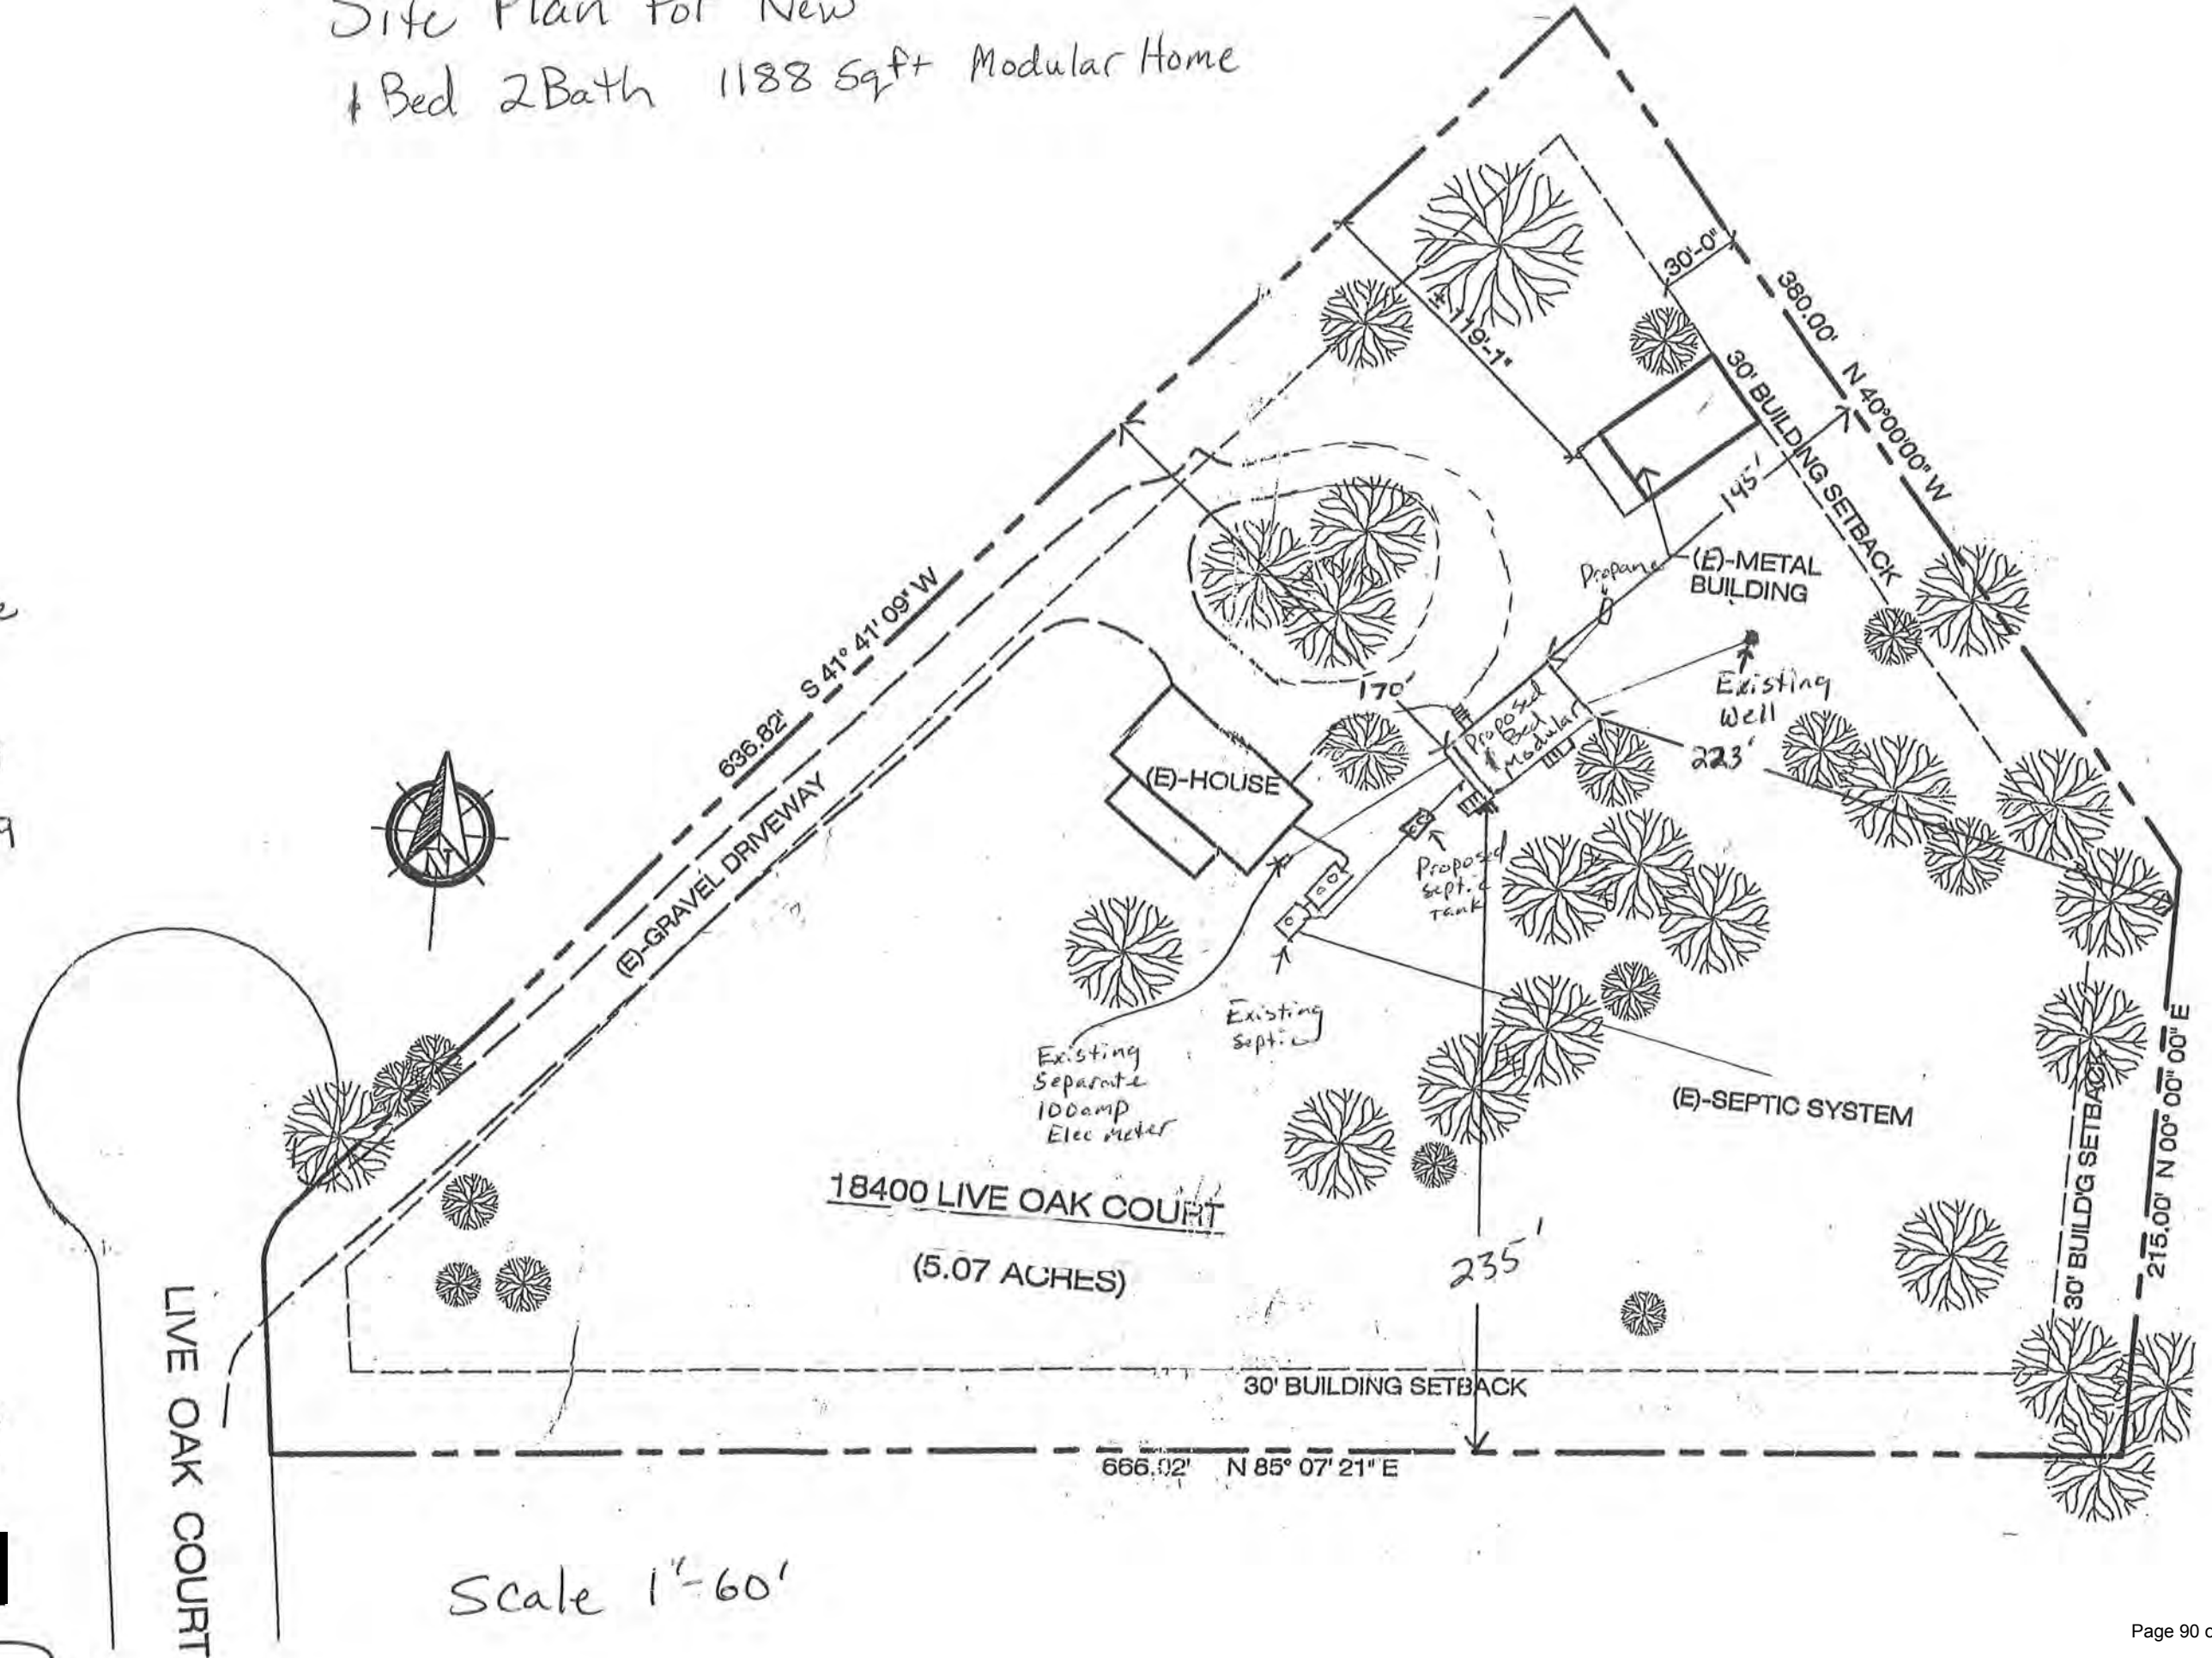 Site Plan For New
1 Bed 2Bath 1188 Sqft Modular Home
30'-0"
380.00' N 40°00'00" W
± 119'-1"
30' BUILDING SETBACK
145'
Propane
(E)-METAL
BUILDING
S 41° 41' 09" W
636.82'
Existing
Well
170'
Proposed
1 Bed
Modular
223'
(E)-HOUSE
(E)-GRAVEL DRIVEWAY
N
Proposed
septic
Tank
Existing
septic
Existing
Separate
100amp
Elec meter
(E)-SEPTIC SYSTEM
30' BUILD'G SETBACK
215.00' N 00° 00' 00" E
18400 LIVE OAK COURT
(5.07 ACRES)
235'
LIVE OAK COURT
30' BUILDING SETBACK
666.02' N 85° 07' 21" E
Scale 1"-60'
Page 90